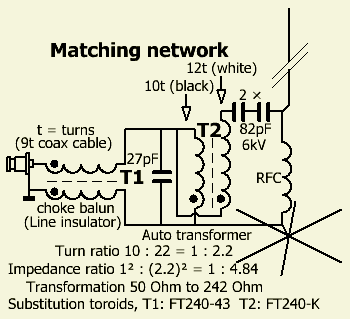 Matching network
12t (white)
10t (black)
2 ×
t = turns
(9t coax cable)
27pF
T1
T2
82pF
6kV
RFC
choke balun
(Line insulator)
Auto transformer
Turn ratio 10 : 22 = 1 : 2.2
Impedance ratio 1² : (2.2)² = 1 : 4.84
Transformation 50 Ohm to 242 Ohm
Substitution toroids, T1: FT240-43 T2: FT240-K